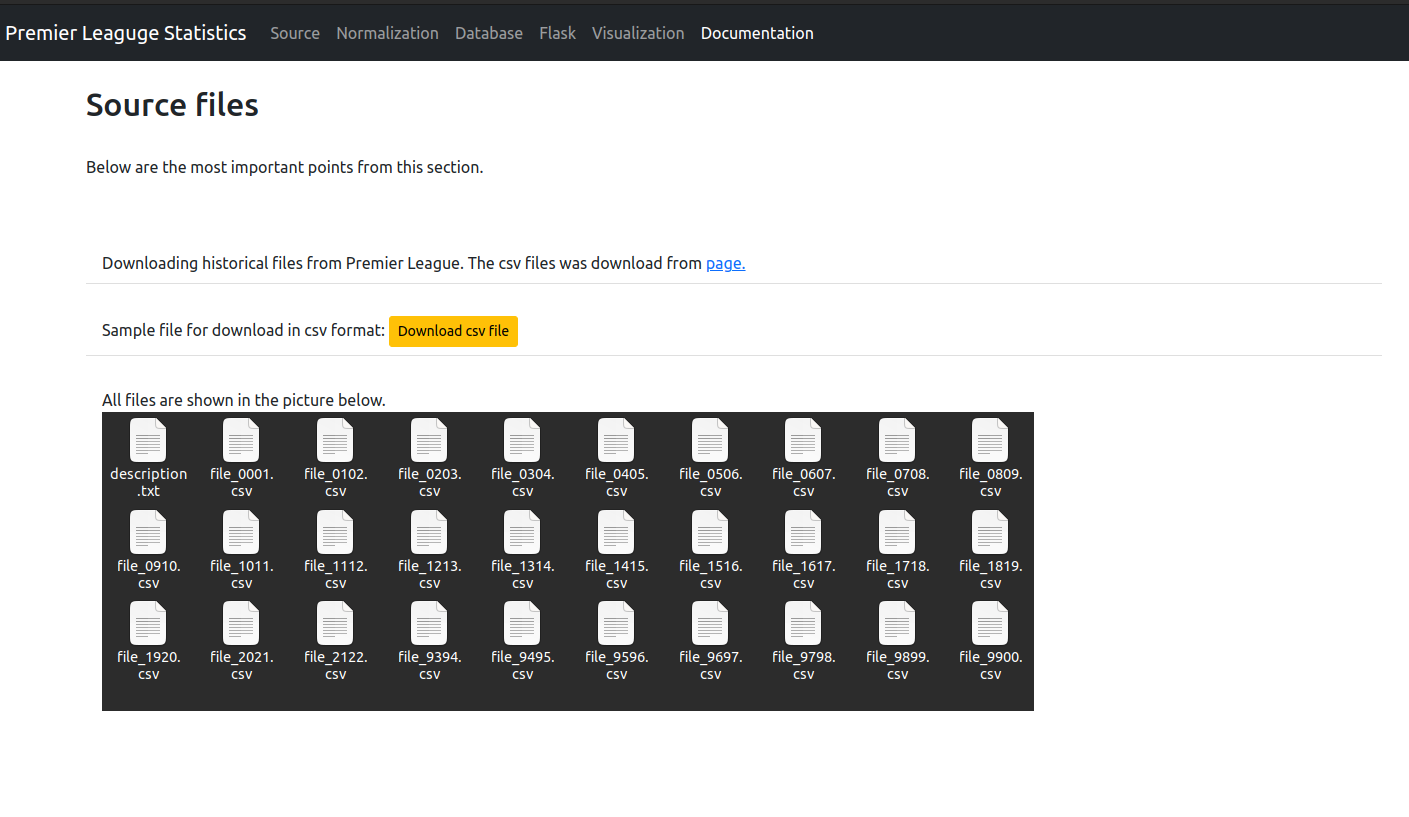 Premier Leaguge Statistics Source Normalization Database Flask Visualization Documentation
Source files
Below are the most important points from this section.
Downloading historical files from Premier League. The csv files was download from page.
Sample file for download in csv format: Download csv file
All files are shown in the picture below.
description file_0001. file_0102. file_0203. file_0304. file_0405. file_0506. file_0607. file_0708. file_0809.
.txt csv csv csv csv csv csv csv csv csv
file_0910. file_1011. file_1112. file_1213. file_1314. file_1415. file_1516. file_1617. file_1718. file_1819.
csv csv csv csv csv csv csv csv csv csv
file_1920. file_2021. file_2122. file_9394. file_9495. file_9596. file_9697. file_9798. file_9899. file_9900.
csv csv csv csv csv csv csv csv csv csv